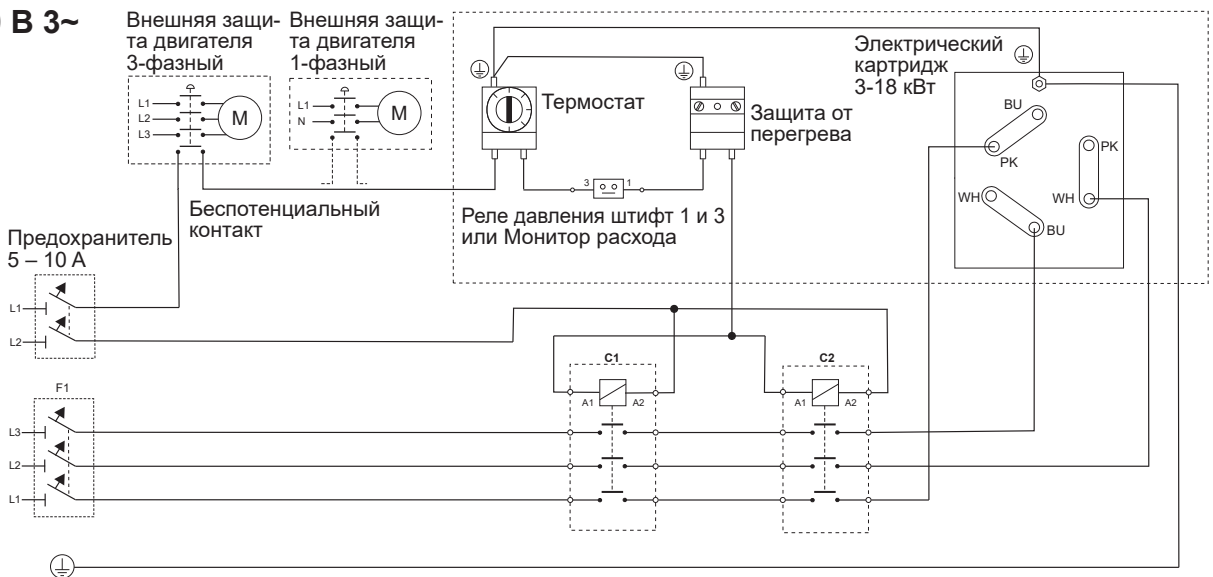 В 3~
Внешняя защи-
та двигателя
3-фазный
Внешняя защи-
та двигателя
1-фазный
L1
L2
L3
M
L1
N
M
Термостат
Защита от
перегрева
Электрический
картридж
3-18 кВт
BU
PK
PK
WH
WH
BU
3
1
Беспотенциальный
контакт
Реле давления штифт 1 и 3
или Монитор расхода
Предохранитель
5 – 10 A
L1
L2
C1
C2
A1
A2
A1
A2
F1
L3
L2
L1